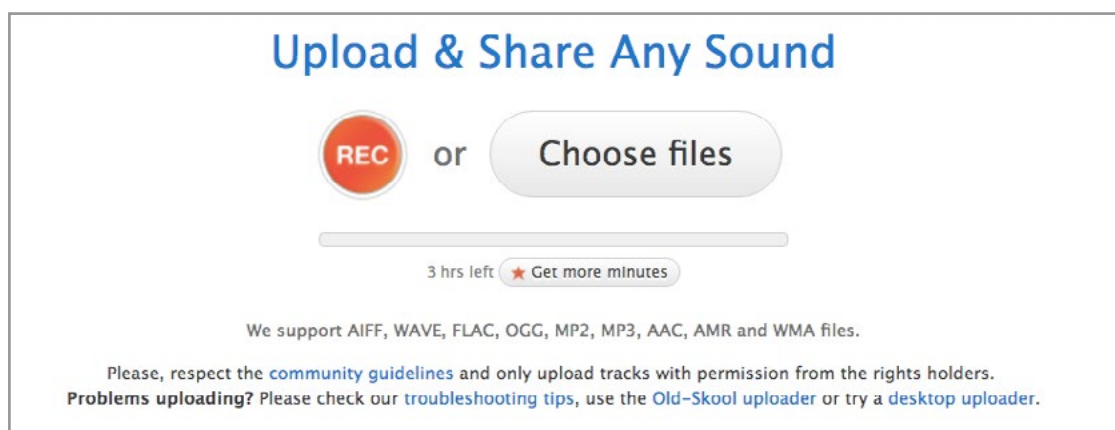 Upload & Share Any Sound
REC or Choose files
3 hrs left Get more minutes
We support AIFF, WAVE, FLAC, OGG, MP2, MP3, AAC, AMR and WMA files.
Please, respect the community guidelines and only upload tracks with permission from the rights holders.
Problems uploading? Please check our troubleshooting tips, use the Old-Skool uploader or try a desktop uploader.